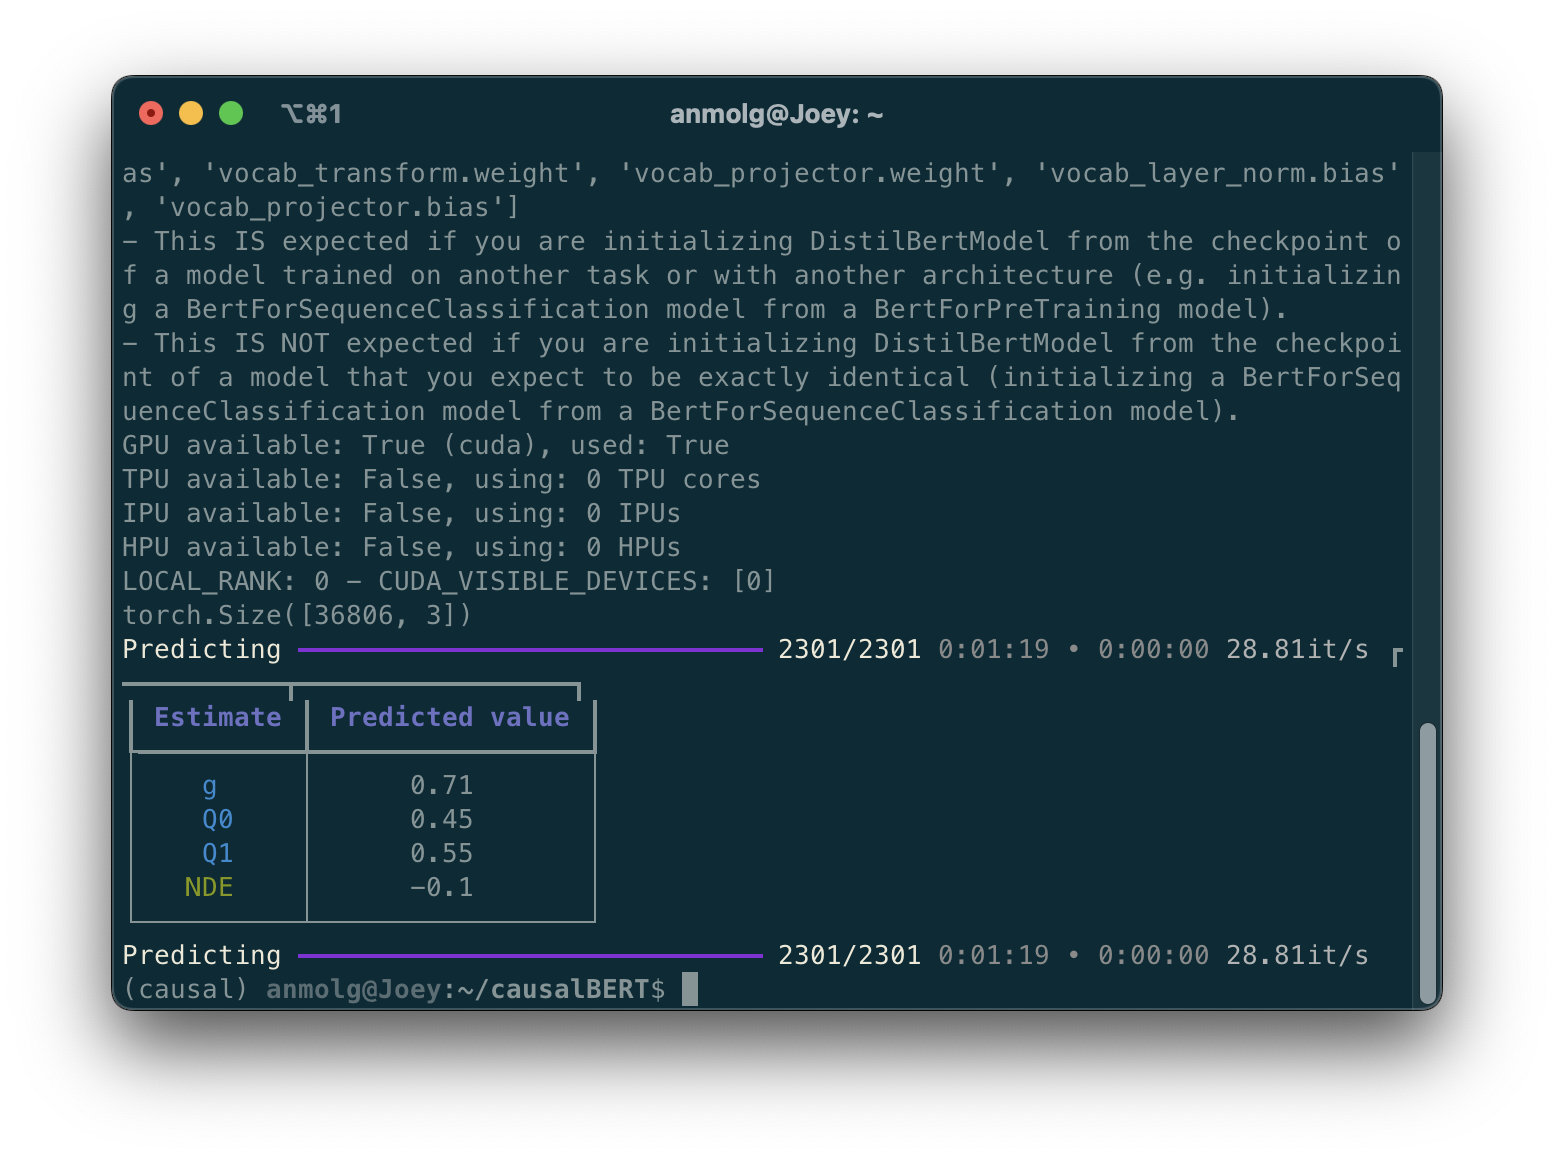 ⌥⌘1 anmolg@Joey: ~
as', 'vocab_transform.weight', 'vocab_projector.weight', 'vocab_layer_norm.bias'
, 'vocab_projector.bias']
- This IS expected if you are initializing DistilBertModel from the checkpoint o
f a model trained on another task or with another architecture (e.g. initializin
g a BertForSequenceClassification model from a BertForPreTraining model).
- This IS NOT expected if you are initializing DistilBertModel from the checkpoi
nt of a model that you expect to be exactly identical (initializing a BertForSeq
uenceClassification model from a BertForSequenceClassification model).
GPU available: True (cuda), used: True
TPU available: False, using: 0 TPU cores
IPU available: False, using: 0 IPUs
HPU available: False, using: 0 HPUs
LOCAL_RANK: 0 - CUDA_VISIBLE_DEVICES: [0]
torch.Size([36806, 3])
Predicting 2301/2301 0:01:19 • 0:00:00 28.81it/s
Estimate Predicted value
g 0.71
Q0 0.45
Q1 0.55
NDE -0.1
Predicting 2301/2301 0:01:19 • 0:00:00 28.81it/s
(causal) anmolg@Joey:~/causalBERT$